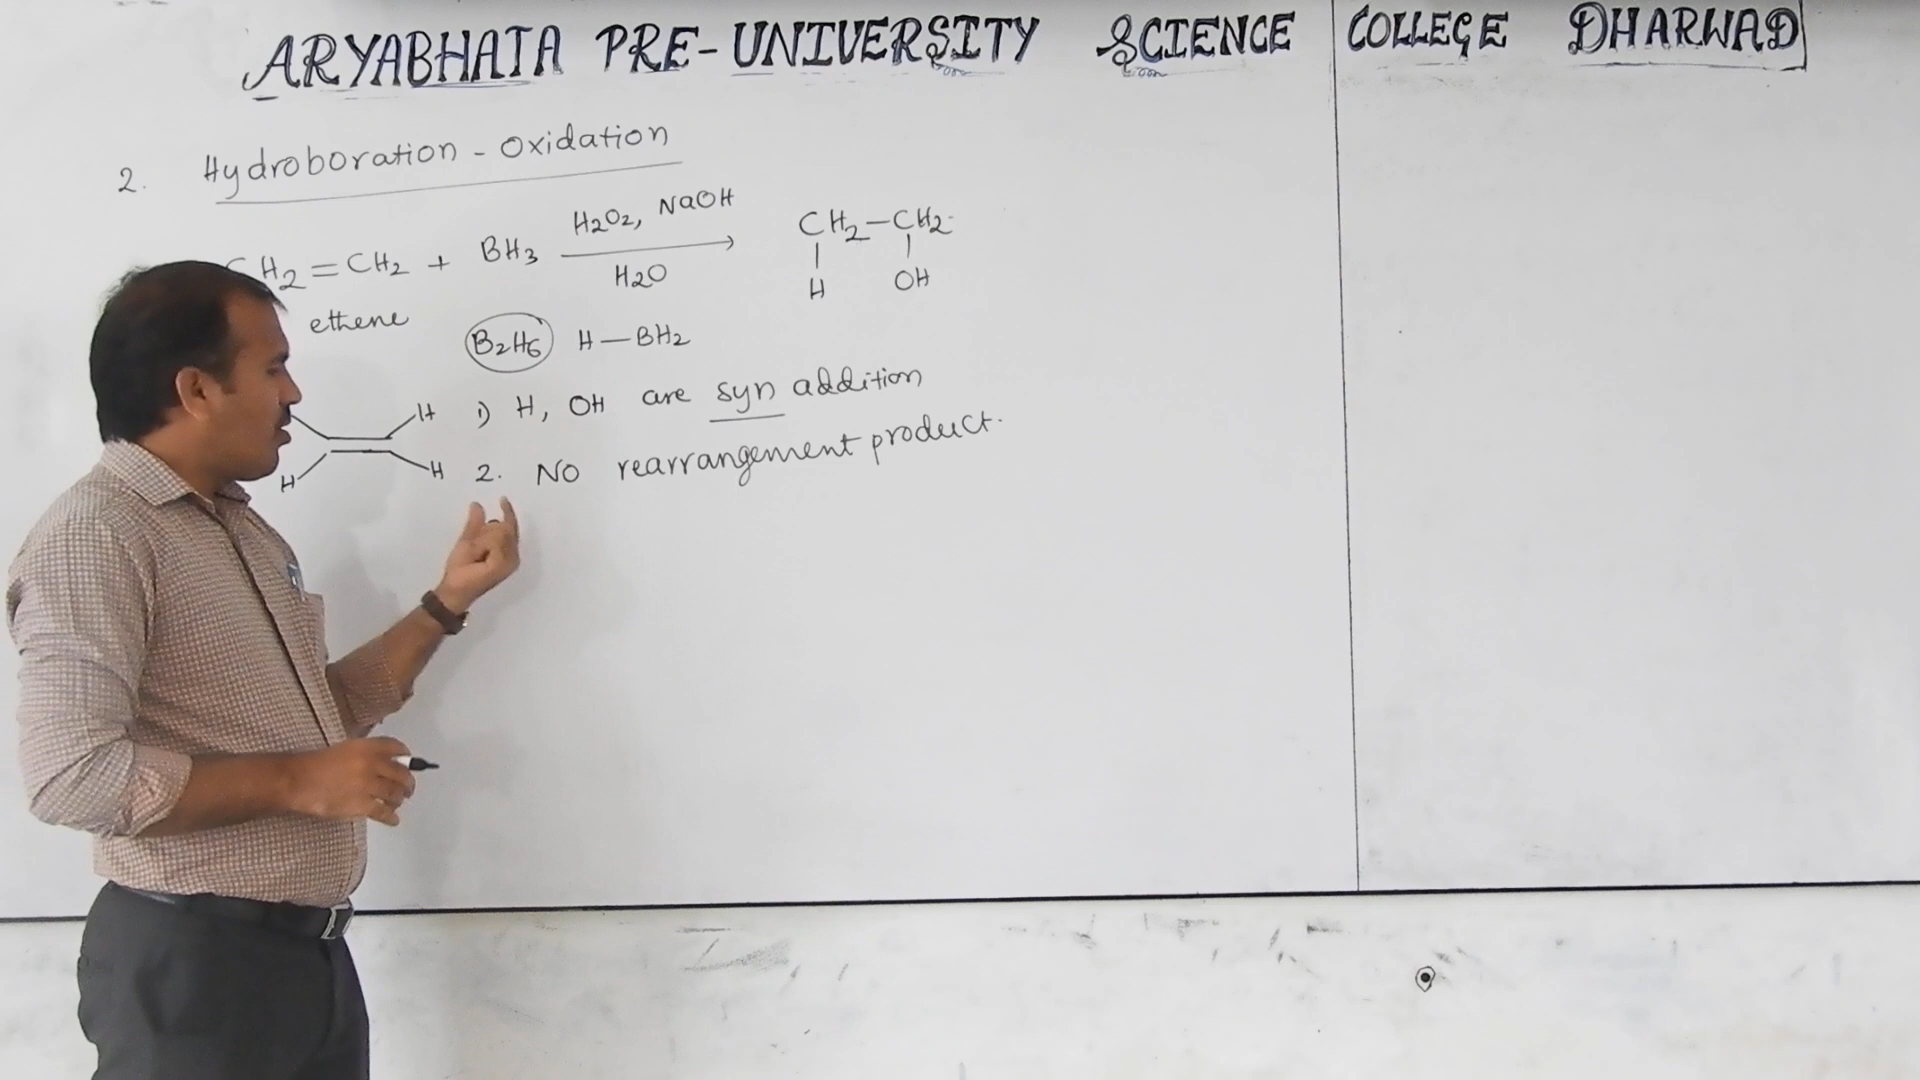 ARYABHATA PRE-UNIVERSITY SCIENCE COLLEGE DHARWAD
2. Hydroboration - Oxidation
CH2 = CH2 + BH3 H2O2, NaOH H2O CH2-CH2
H OH
ethene
B2H6 H-BH2
H
1) H, OH are syn addition
H H
2. NO rearrangement product.